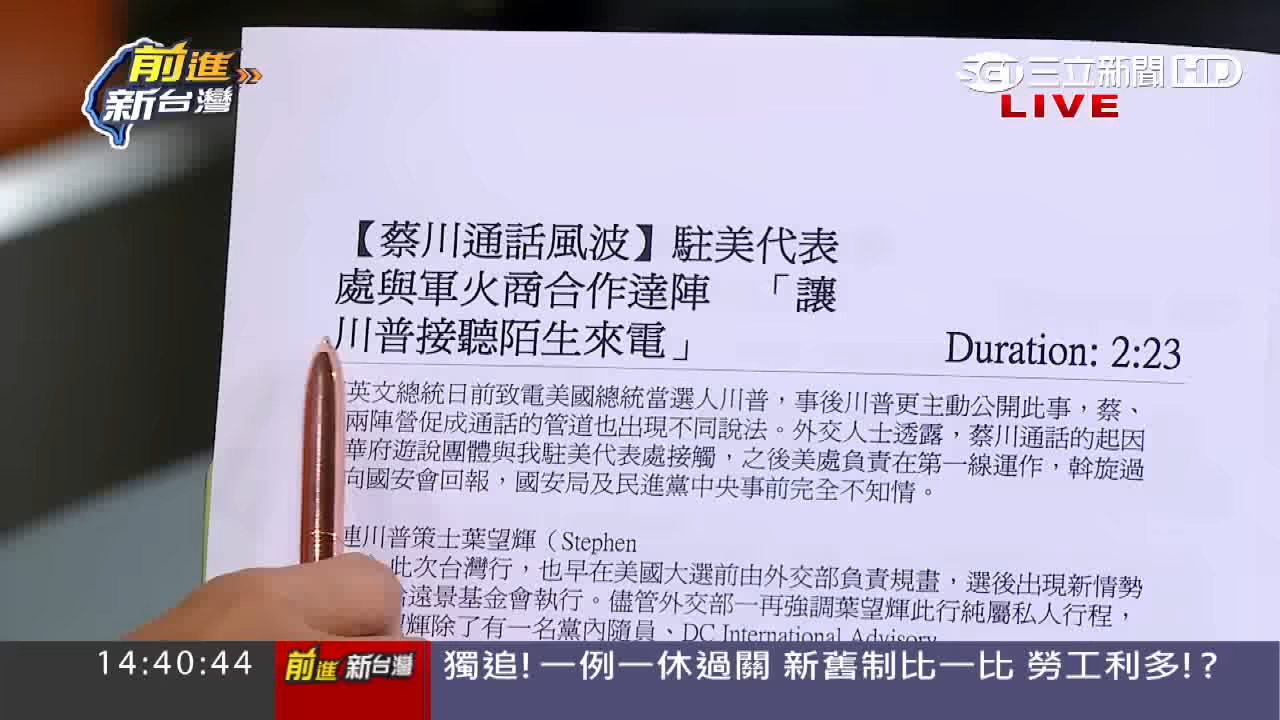 前進
新台灣
SET三立新聞HD
LIVE
【蔡川通話風波】駐美代表
處與軍火商合作達陣 「讓
川普接聽陌生來電」
Duration: 2:23
英文總統日前致電美國總統當選人川普，事後川普更主動公開此事，蔡、
兩陣營促成通話的管道也出現不同說法。外交人士透露，蔡川通話的起因
華府遊說團體與我駐美代表處接觸，之後美處負責在第一線運作，斡旋過
向國安會回報，國安局及民進黨中央事前完全不知情。
連川普策士葉望輝（Stephen
此次台灣行，也早在美國大選前由外交部負責規畫，選後出現新情勢
遠景基金會執行。儘管外交部一再強調葉望輝此行純屬私人行程，
輝除了有一名黨內隨員、DC International Advisory
14:40:44
前進新台灣
獨追!一例一休過關 新舊制比一比 勞工利多!?